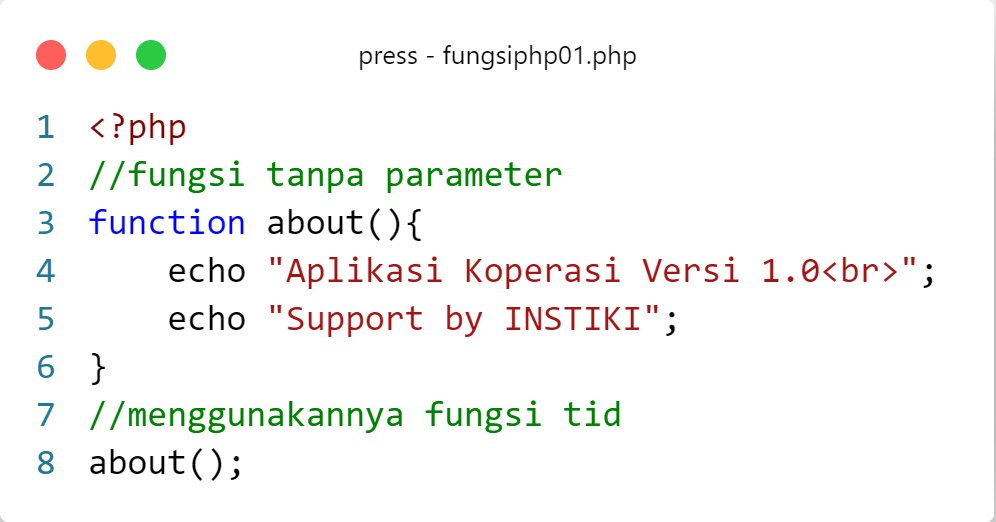 press - fungsiphp01.php
1 <?php
2 //fungsi tanpa parameter
3 function about(){
4     echo "Aplikasi Koperasi Versi 1.0<br>";
5     echo "Support by INSTIKI";
6 }
7 //menggunakannya fungsi tid
8 about();